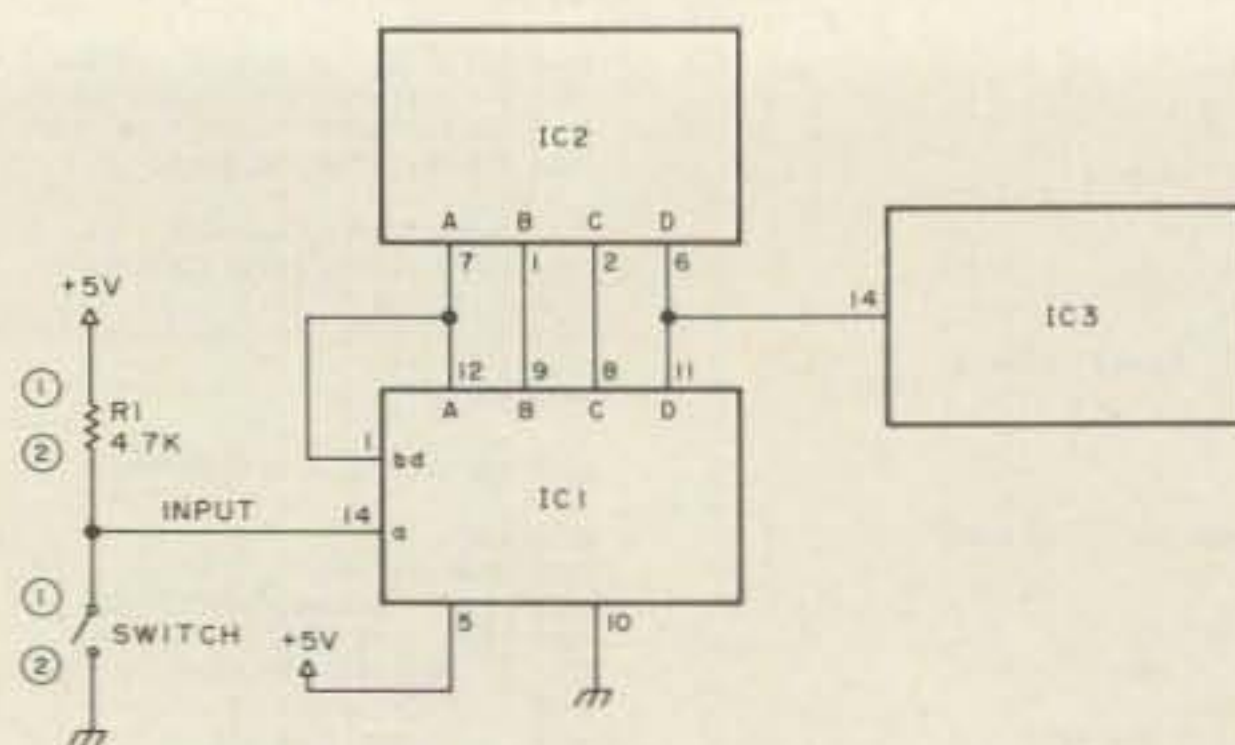 IC2
A B C D
7 1 2 6
+5V
14
IC3
12 9 8 11
A B C D
1
R1
2
4.7K
1
bd
INPUT
14
a
IC1
1
SWITCH
2
+5V
5
10